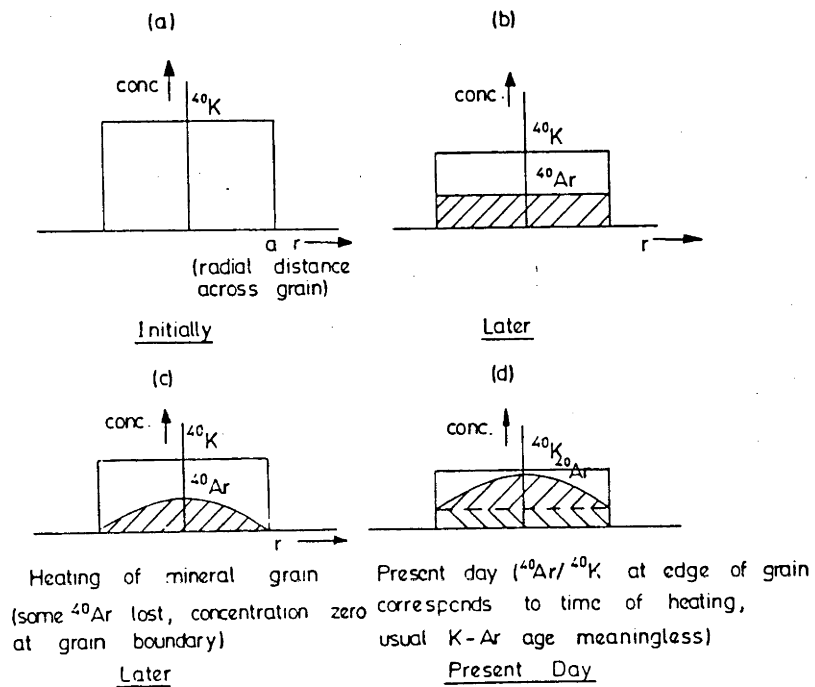 (a)
conc
⁴⁰K
a r
(radial distance
across grain)
Initially
(b)
conc.
⁴⁰K
⁴⁰Ar
r
Later
(c)
conc.
⁴⁰K
⁴⁰Ar
r
Heating of mineral grain
(some ⁴⁰Ar lost, concentration zero
at grain boundary)
Later
(d)
conc.
⁴⁰K
²⁰Ar
Present day (⁴⁰Ar/⁴⁰K at edge of grain
corresponds to time of heating,
usual K-Ar age meaningless)
Present Day